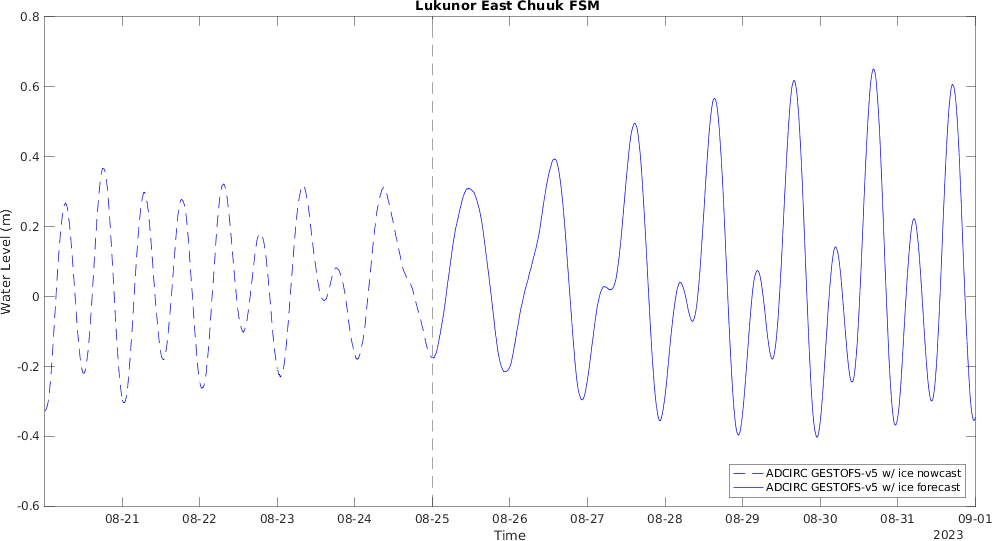 Lukunor East Chuuk FSM
0.8
0.6
0.4
0.2
0
-0.2
-0.4
-0.6
Water Level (m)
ADCIRC GESTOFS-v5 w/ ice nowcast
ADCIRC GESTOFS-v5 w/ ice forecast
08-21 08-22 08-23 08-24 08-25 08-26 08-27 08-28 08-29 08-30 08-31 09-01
Time
2023